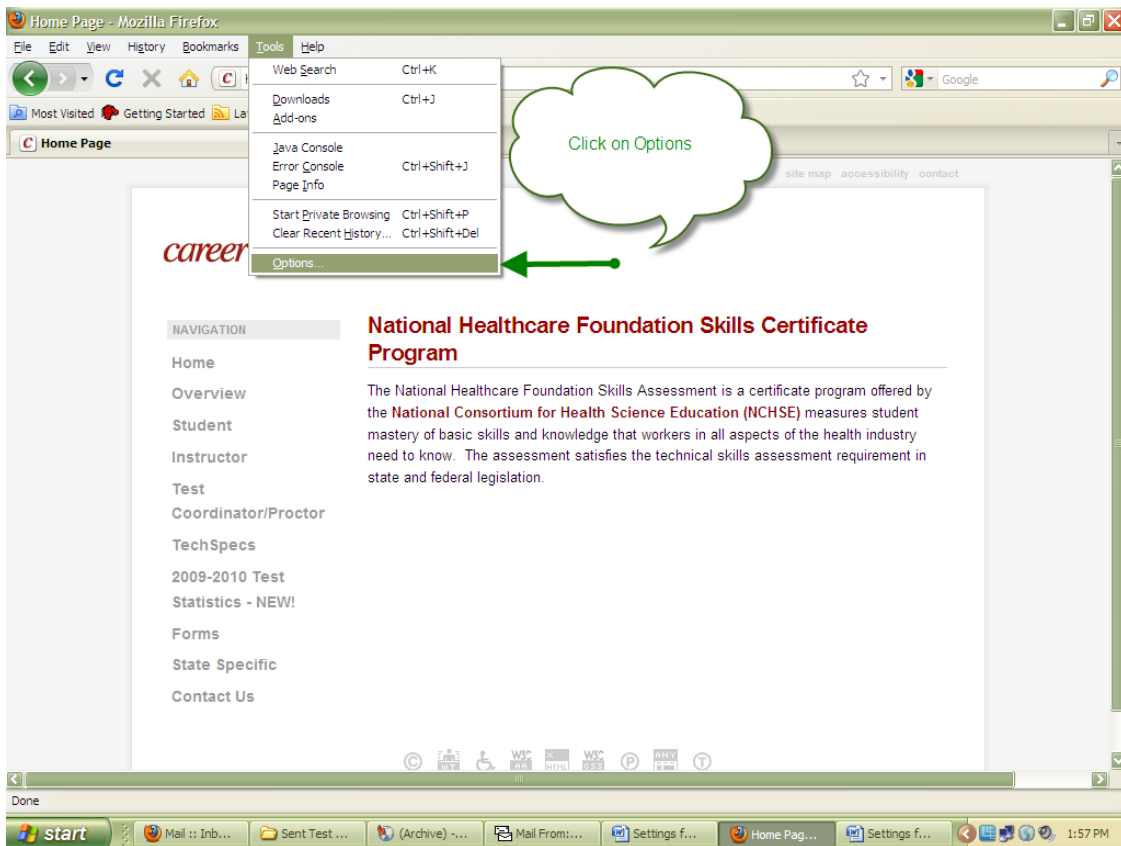 Home Page - Mozilla Firefox
File Edit View History Bookmarks Tools Help
Google
Most Visited Getting Started La
Home Page
Web Search Ctrl+K
Downloads Ctrl+J
Add-ons
Java Console
Error Console Ctrl+Shift+J
Page Info
Start Private Browsing Ctrl+Shift+P
Clear Recent History... Ctrl+Shift+Del
Options...
Click on Options
site map accessibility contact
career
NAVIGATION
Home
Overview
Student
Instructor
Test
Coordinator/Proctor
TechSpecs
2009-2010 Test
Statistics - NEW!
Forms
State Specific
Contact Us
National Healthcare Foundation Skills Certificate
Program
The National Healthcare Foundation Skills Assessment is a certificate program offered by
the National Consortium for Health Science Education (NCHSE) measures student
mastery of basic skills and knowledge that workers in all aspects of the health industry
need to know. The assessment satisfies the technical skills assessment requirement in
state and federal legislation.
Done
start Mail :: Inb... Sent Test ... (Archive) -... Mail From:... Settings f... Home Pag... Settings f... 1:57 PM